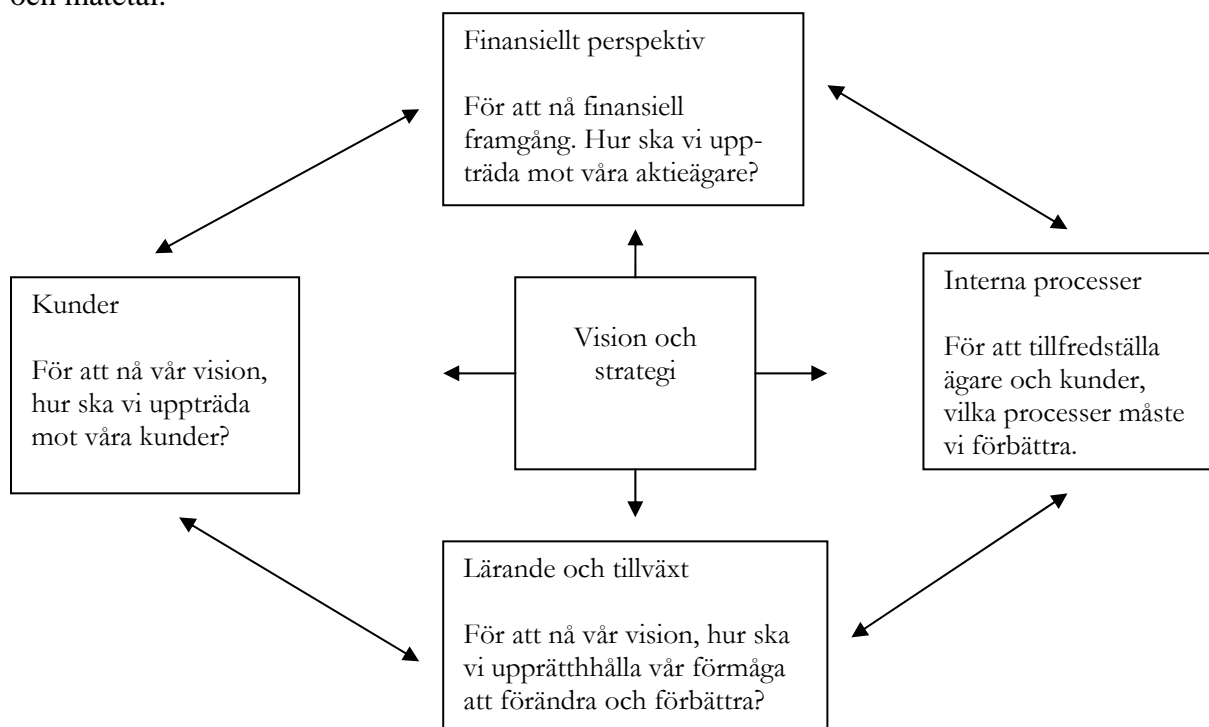 och mätetal.
Finansiellt perspektiv
För att nå finansiell
framgång. Hur ska vi upp-
träda mot våra aktieägare?
Kunder
För att nå vår vision,
hur ska vi uppträda
mot våra kunder?
Vision och
strategi
Interna processer
För att tillfredställa
ägare och kunder,
vilka processer måste
vi förbättra.
Lärande och tillväxt
För att nå vår vision, hur ska
vi upprätthhålla vår förmåga
att förändra och förbättra?